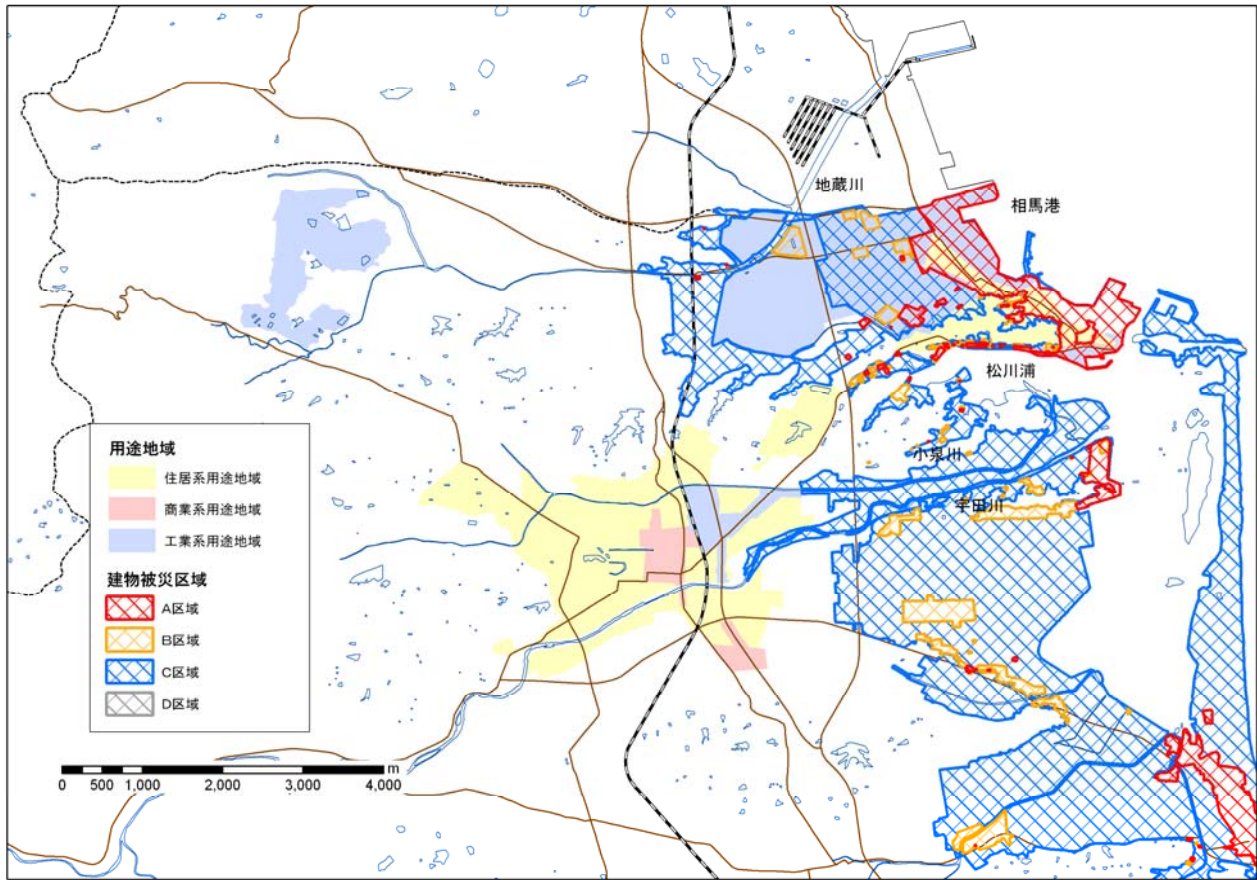 地蔵川
相馬港
松川浦
小泉川
宇田川
用途地域
住居系用途地域
商業系用途地域
工業系用途地域
建物被災区域
A区域
B区域
C区域
D区域
m
0 500 1,000 2,000 3,000 4,000